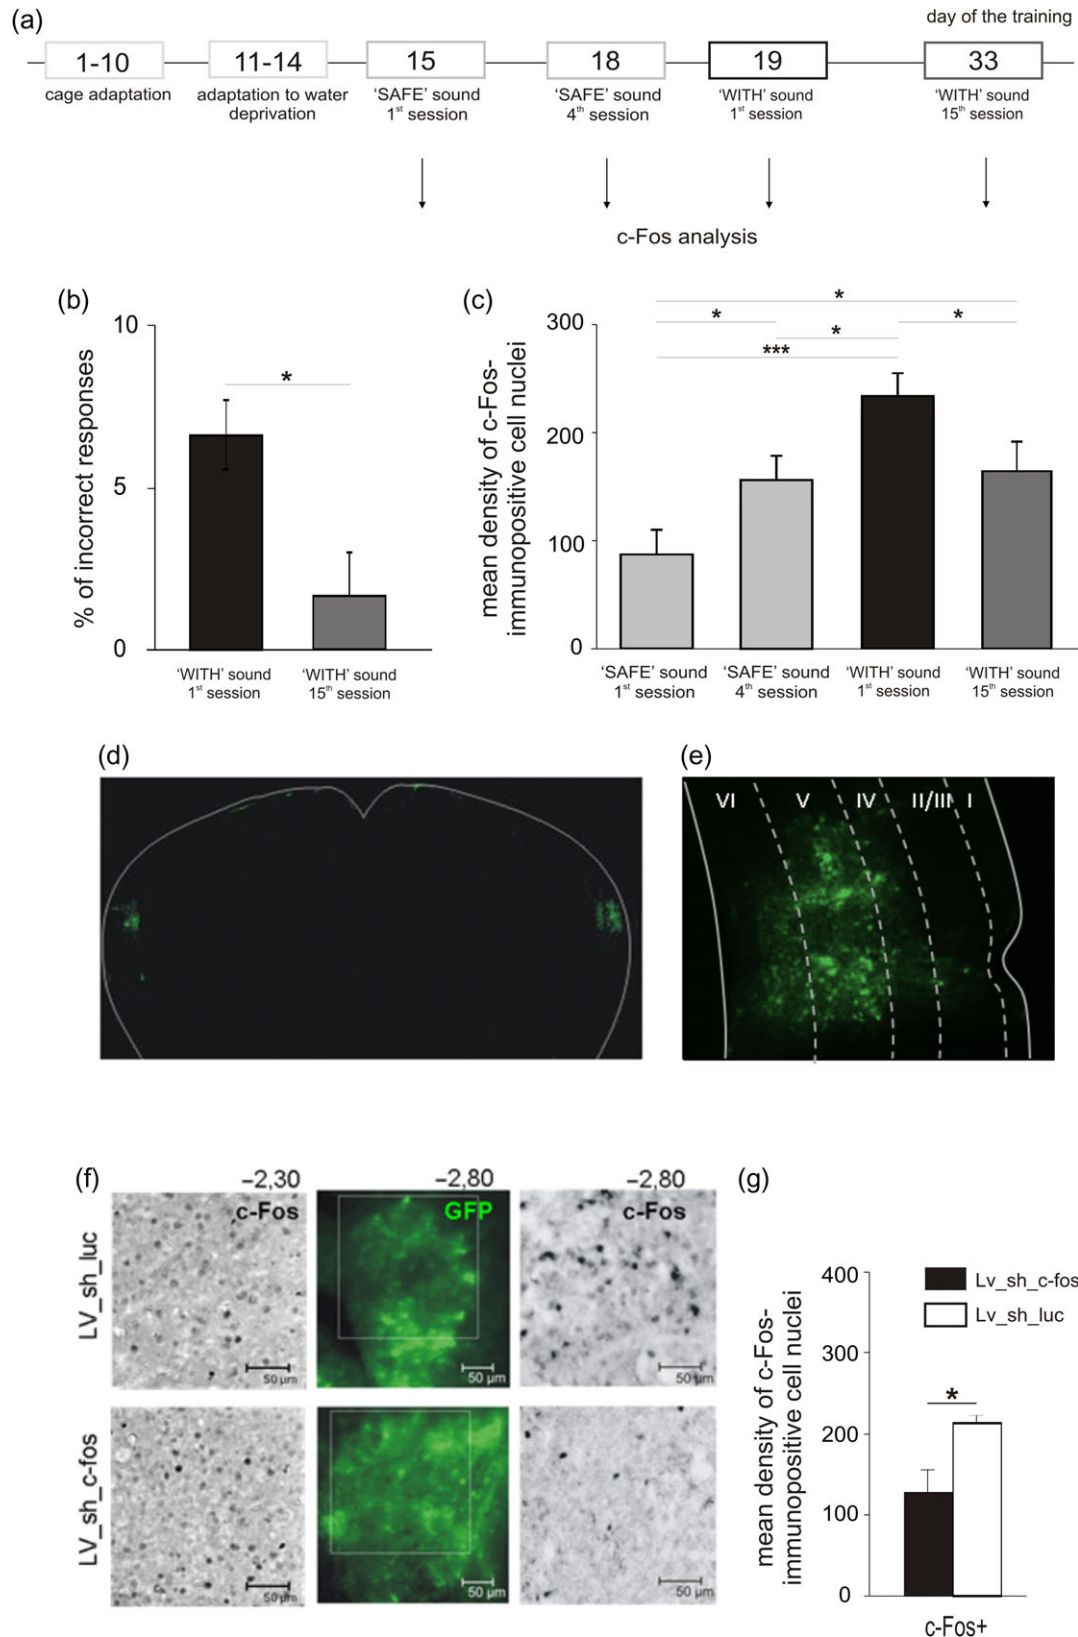 (a)
day of the training
1-10
11-14
15
18
19
33
cage adaptation
adaptation to water
deprivation
'SAFE' sound
1st session
'SAFE' sound
4th session
'WITH' sound
1st session
'WITH' sound
15th session
c-Fos analysis
(b)
% of incorrect responses
10
5
0
*
'WITH' sound
1st session
'WITH' sound
15th session
(c)
mean density of c-Fos-
immunopositive cell nuclei
300
200
100
0
*
*
*
*
***
'SAFE' sound
1st session
'SAFE' sound
4th session
'WITH' sound
1st session
'WITH' sound
15th session
(d)
(e)
VI
V
IV
II/III
I
(f)
−2,30
−2,80
−2,80
LV_sh_luc
c-Fos
GFP
c-Fos
50 µm
50 µm
50 µm
LV_sh_c-fos
50 µm
50 µm
50 µm
(g)
mean density of c-Fos-
immunopositive cell nuclei
400
300
200
100
0
Lv_sh_c-fos
Lv_sh_luc
*
c-Fos+